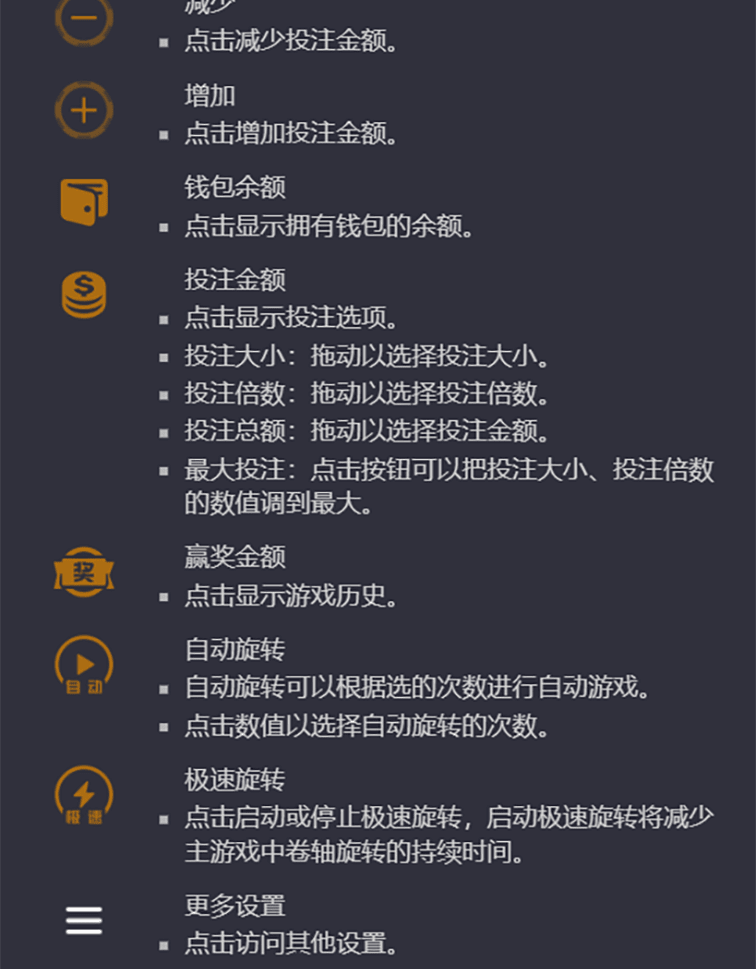 减少
点击减少投注金额。
增加
点击增加投注金额。
钱包余额
点击显示拥有钱包的余额。
投注金额
点击显示投注选项。
投注大小：拖动以选择投注大小。
投注倍数：拖动以选择投注倍数。
投注总额：拖动以选择投注金额。
最大投注：点击按钮可以把投注大小、投注倍数
的数值调到最大。
奖
赢奖金额
点击显示游戏历史。
自动
自动旋转
自动旋转可以根据选的次数进行自动游戏。
点击数值以选择自动旋转的次数。
极速
极速旋转
点击启动或停止极速旋转，启动极速旋转将减少
主游戏中卷轴旋转的持续时间。
更多设置
点击访问其他设置。